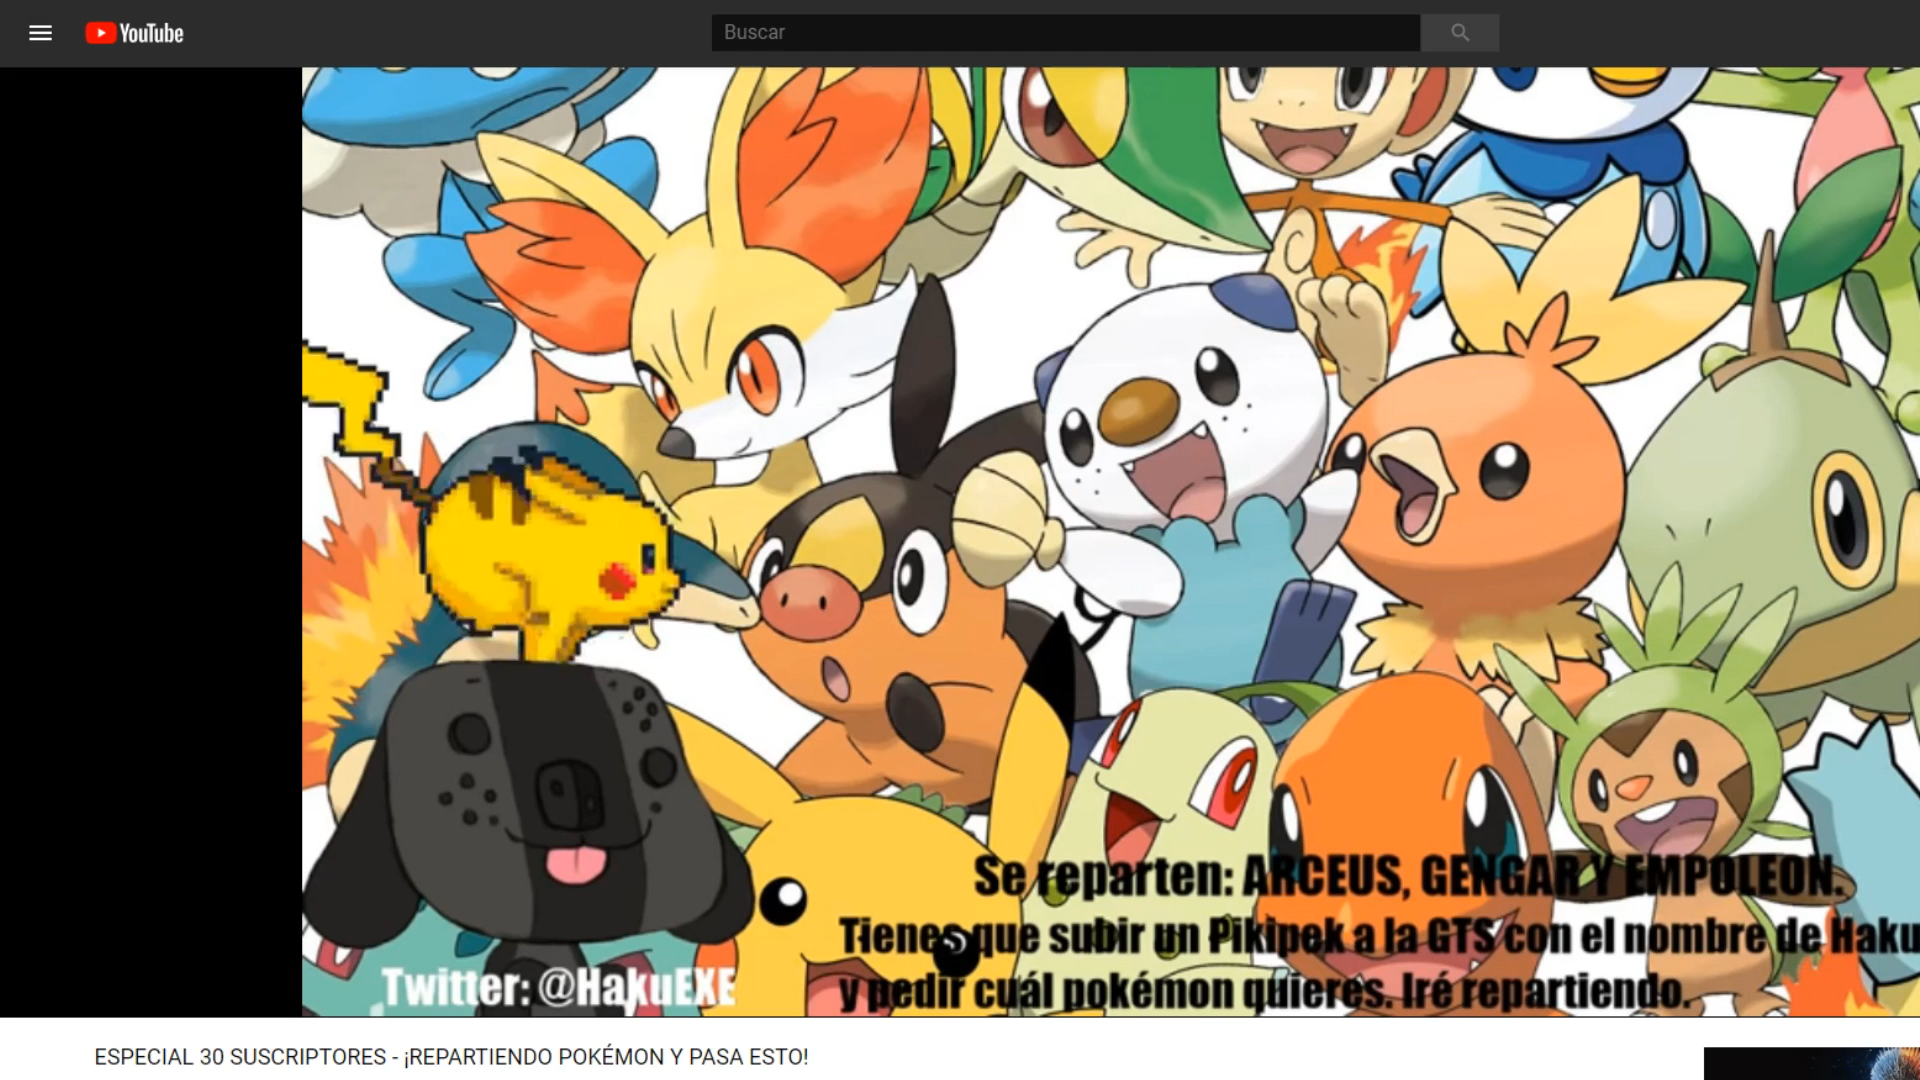 YouTube
Buscar
Se reparten: ARCEUS, GENGAR Y EMPOLEON.
Tienes que subir un Pikipek a la GTS con el nombre de Haku
y pedir cuál pokémon quieres. Iré repartiendo.
Twitter: @HakuEXE
ESPECIAL 30 SUSCRIPTORES - ¡REPARTIENDO POKÉMON Y PASA ESTO!